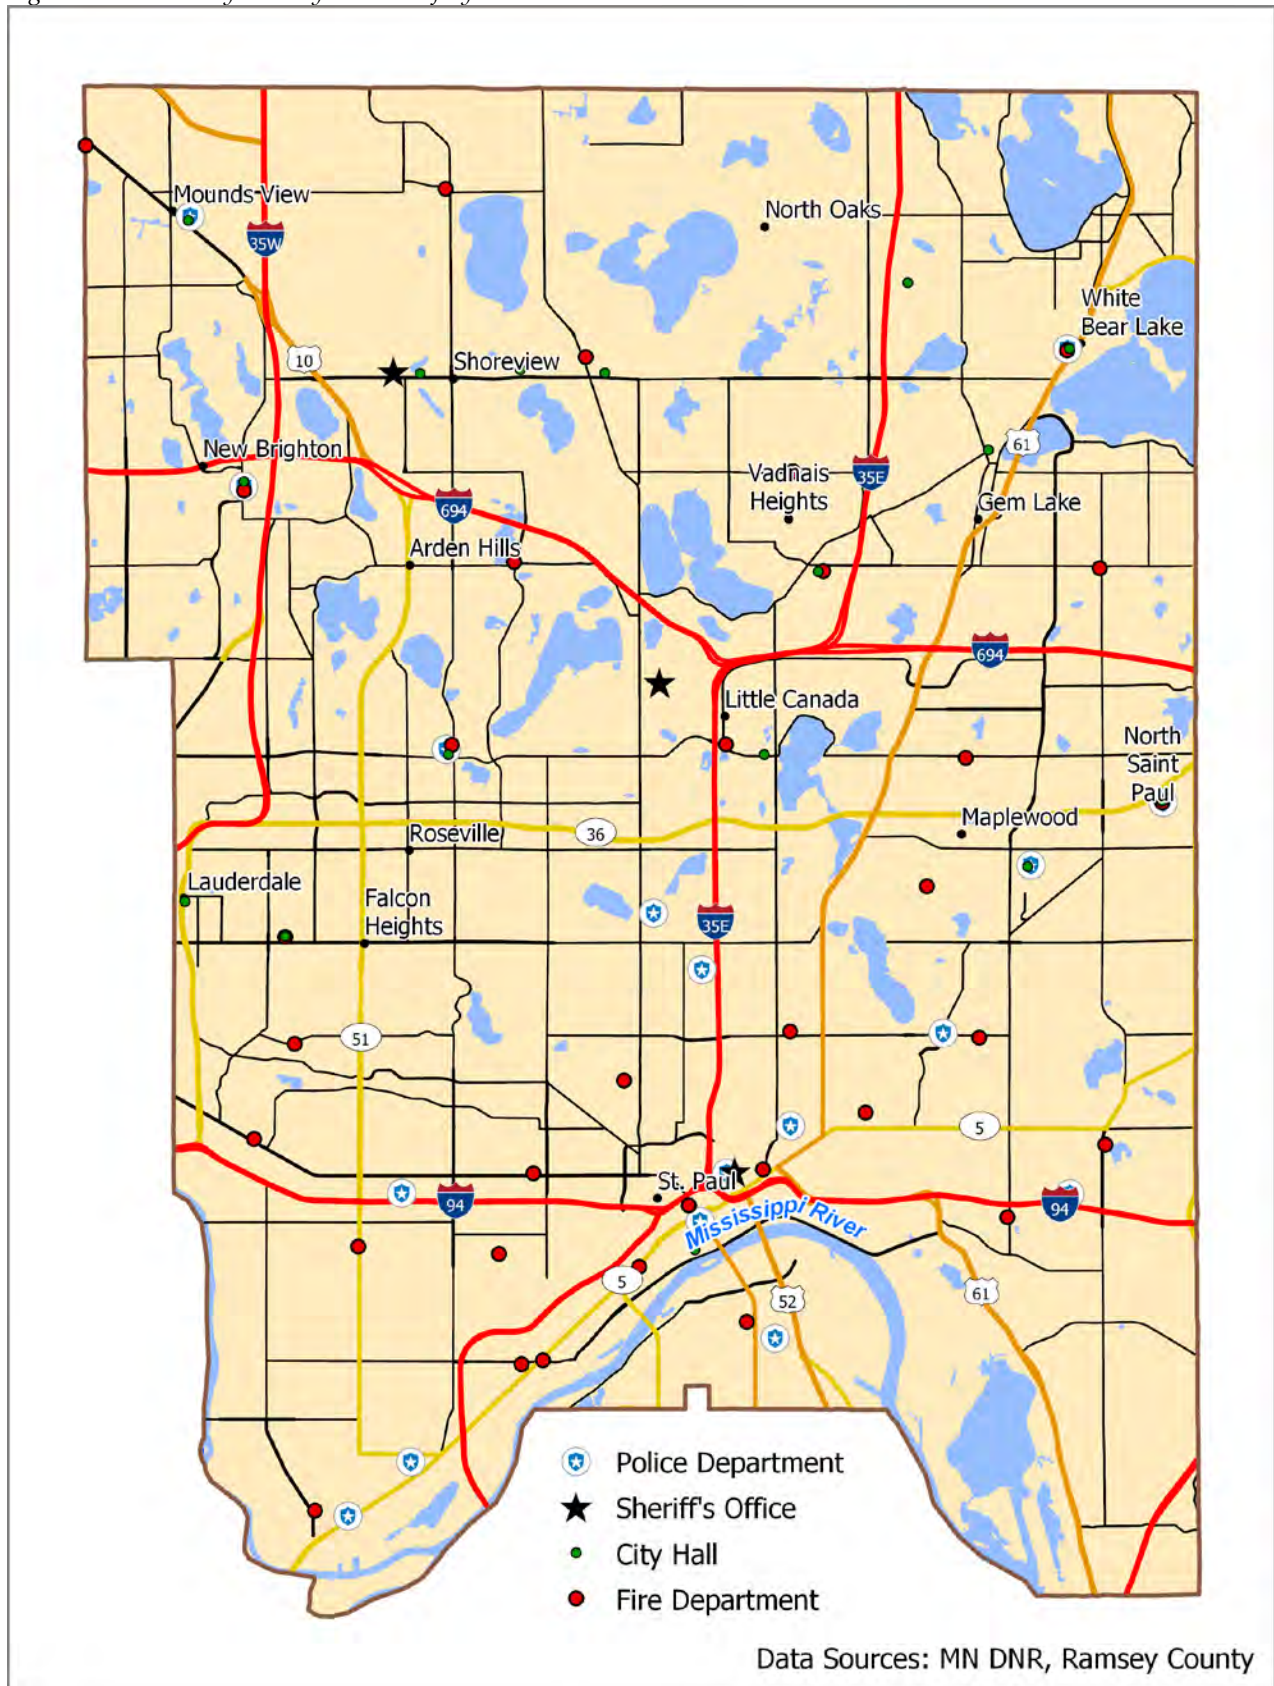 Mounds View
35W
North Oaks
White
Bear Lake
10
Shoreview
61
New Brighton
Vadnais
Heights
35E
Gem Lake
694
Arden Hills
694
Little Canada
North
Saint
Paul
36
Roseville
Maplewood
Lauderdale
Falcon
Heights
35E
51
5
St. Paul
94
94
Mississippi River
5
52
61
Police Department
Sheriff's Office
City Hall
Fire Department
Data Sources: MN DNR, Ramsey County